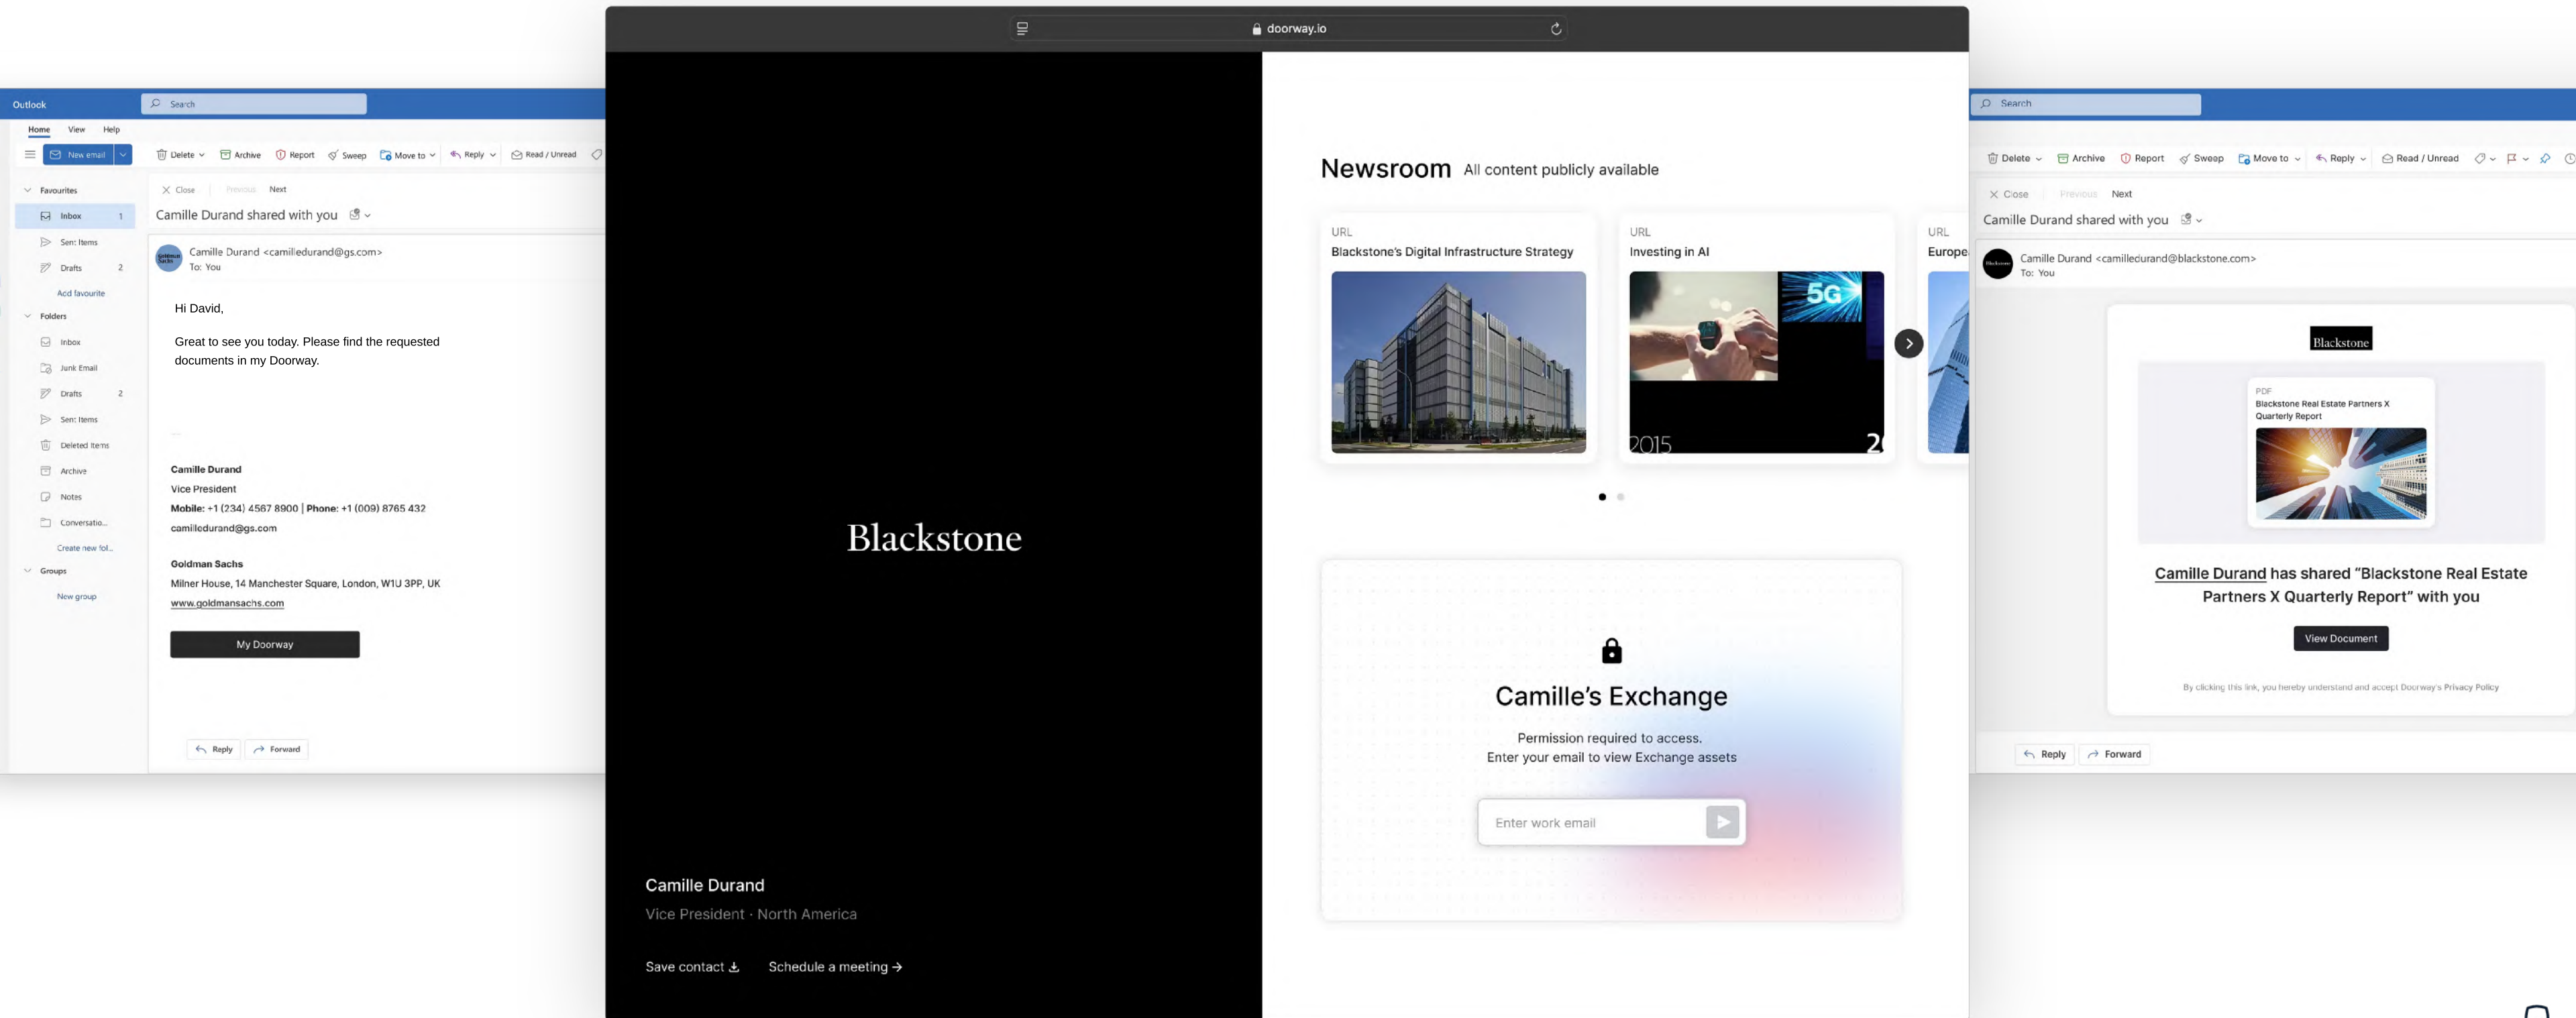 Outlook
Search
Home View Help
New email
Delete Archive Report Sweep Move to Reply Read / Unread
Favourites
Inbox 1
Sent Items
Drafts 2
Add favourite
Folders
Inbox
Junk Email
Drafts 2
Sent Items
Deleted Items
Archive
Notes
Conversatio...
Create new fol...
Groups
New group
Close Previous Next
Camille Durand shared with you
Goldman
Sachs
Camille Durand <camilledurand@gs.com>
To: You
Hi David,
Great to see you today. Please find the requested
documents in my Doorway.
Camille Durand
Vice President
Mobile: +1 (234) 4567 8900 | Phone: +1 (009) 8765 432
camilledurand@gs.com
Goldman Sachs
Milner House, 14 Manchester Square, London, W1U 3PP, UK
www.goldmansachs.com
My Doorway
Reply Forward
doorway.io
Blackstone
Camille Durand
Vice President · North America
Save contact Schedule a meeting
Newsroom All content publicly available
URL
Blackstone's Digital Infrastructure Strategy
URL
Investing in AI
5G
2015
URL
Camille's Exchange
Permission required to access.
Enter your email to view Exchange assets
Enter work email
Search
Delete Archive Report Sweep Move to Reply Read / Unread
Close Previous Next
Camille Durand shared with you
Blackstone
Camille Durand <camilledurand@blackstone.com>
To: You
Blackstone
PDF
Blackstone Real Estate Partners X
Quarterly Report
Camille Durand has shared “Blackstone Real Estate
Partners X Quarterly Report” with you
View Document
By clicking this link, you hereby understand and accept Doorway's Privacy Policy
Reply Forward